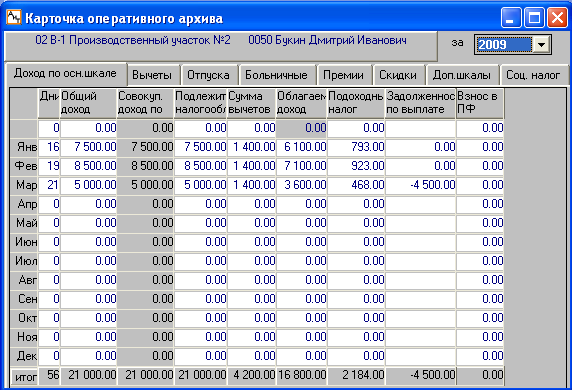 Карточка оперативного архива
02 В-1 Производственный участок №2 0050 Букин Дмитрий Иванович за 2009
Доход по осн.шкале Вычеты Отпуска Больничные Премии Скидки Доп.шкалы Соц. налог
Дни Общий Совокуп. Подлежит Сумма Облагаем Подоходнь Задолженнос Взнос в
доход доход по налогообл вычетов доход налог по выплате ПФ
0 0.00 0.00 0.00 0.00 0.00 0.00 0.00
Янв 16 7 500.00 7 500.00 7 500.00 1 400.00 6 100.00 793.00 0.00 0.00
Фев 19 8 500.00 8 500.00 8 500.00 1 400.00 7 100.00 923.00 0.00 0.00
Мар 21 5 000.00 5 000.00 5 000.00 1 400.00 3 600.00 468.00 -4 500.00 0.00
Апр 0 0.00 0.00 0.00 0.00 0.00 0.00 0.00
Май 0 0.00 0.00 0.00 0.00 0.00 0.00 0.00
Июн 0 0.00 0.00 0.00 0.00 0.00 0.00 0.00
Июл 0 0.00 0.00 0.00 0.00 0.00 0.00 0.00
Авг 0 0.00 0.00 0.00 0.00 0.00 0.00 0.00
Сен 0 0.00 0.00 0.00 0.00 0.00 0.00 0.00
Окт 0 0.00 0.00 0.00 0.00 0.00 0.00 0.00
Ноя 0 0.00 0.00 0.00 0.00 0.00 0.00 0.00
Дек 0 0.00 0.00 0.00 0.00 0.00 0.00 0.00
итог 56 21 000.00 21 000.00 21 000.00 4 200.00 16 800.00 2 184.00 -4 500.00 0.00